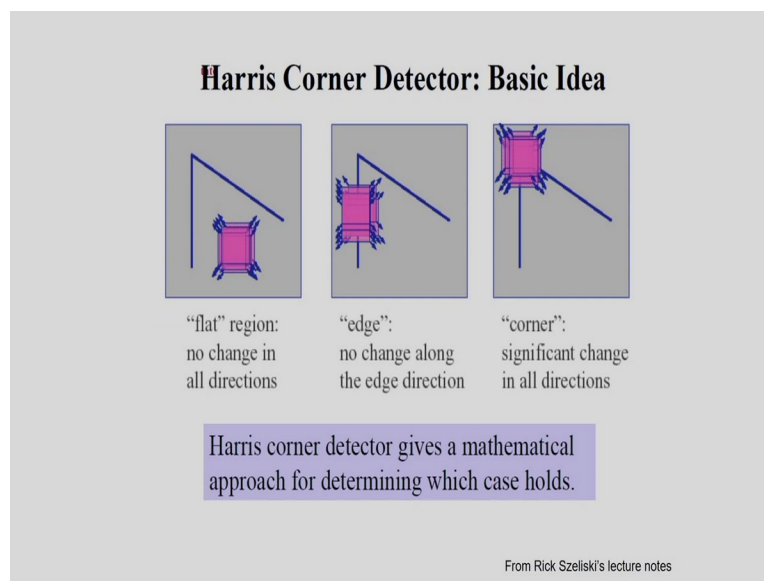 Harris Corner Detector: Basic Idea
“flat” region:
no change in
all directions
“edge”:
no change along
the edge direction
“corner”:
significant change
in all directions
Harris corner detector gives a mathematical
approach for determining which case holds.
From Rick Szeliski’s lecture notes